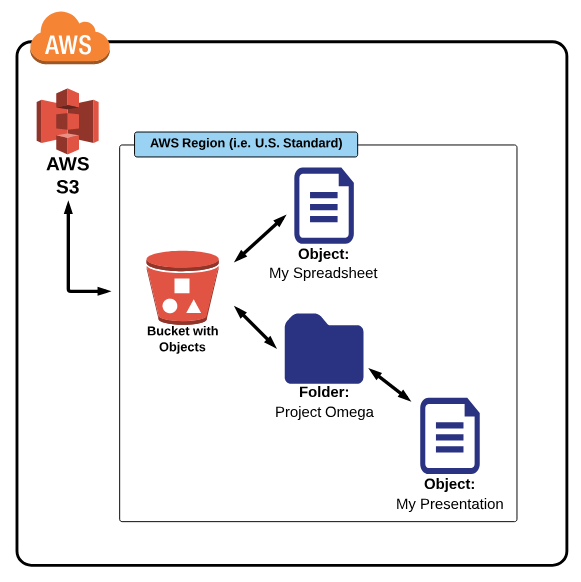 AWS
AWS
S3
AWS Region (i.e. U.S. Standard)
Object:
My Spreadsheet
Bucket with
Objects
Folder:
Project Omega
Object:
My Presentation